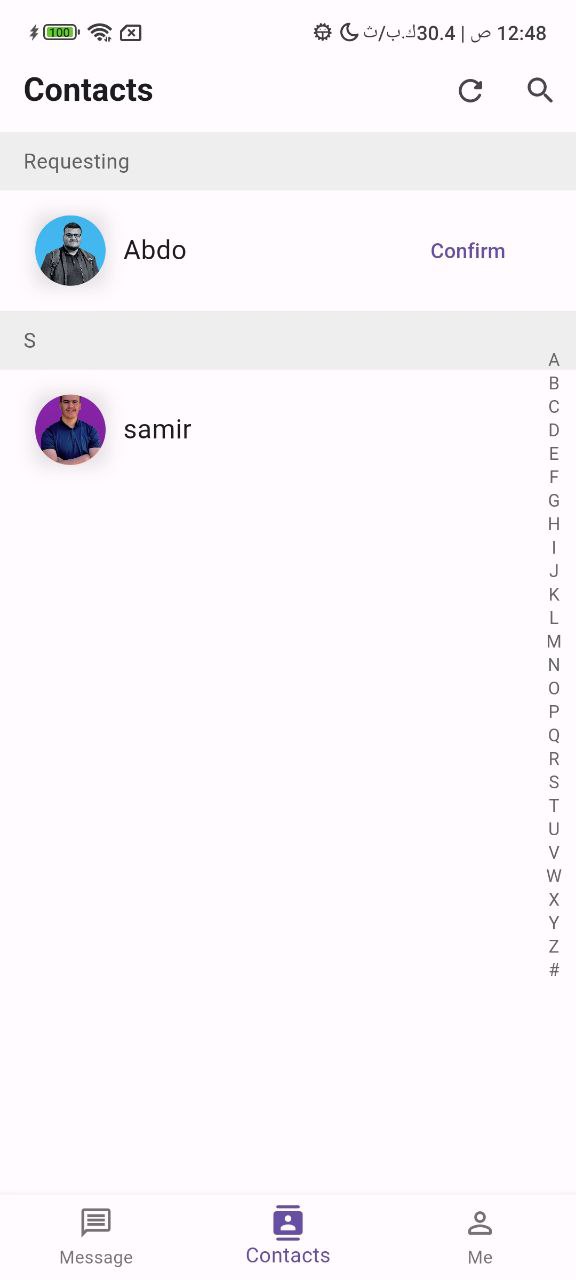 100 12:48 ص | 30.4ك.ب/ث
Contacts
Requesting
Abdo Confirm
S
samir
A
B
C
D
E
F
G
H
I
J
K
L
M
N
O
P
Q
R
S
T
U
V
W
X
Y
Z
#
Message Contacts Me